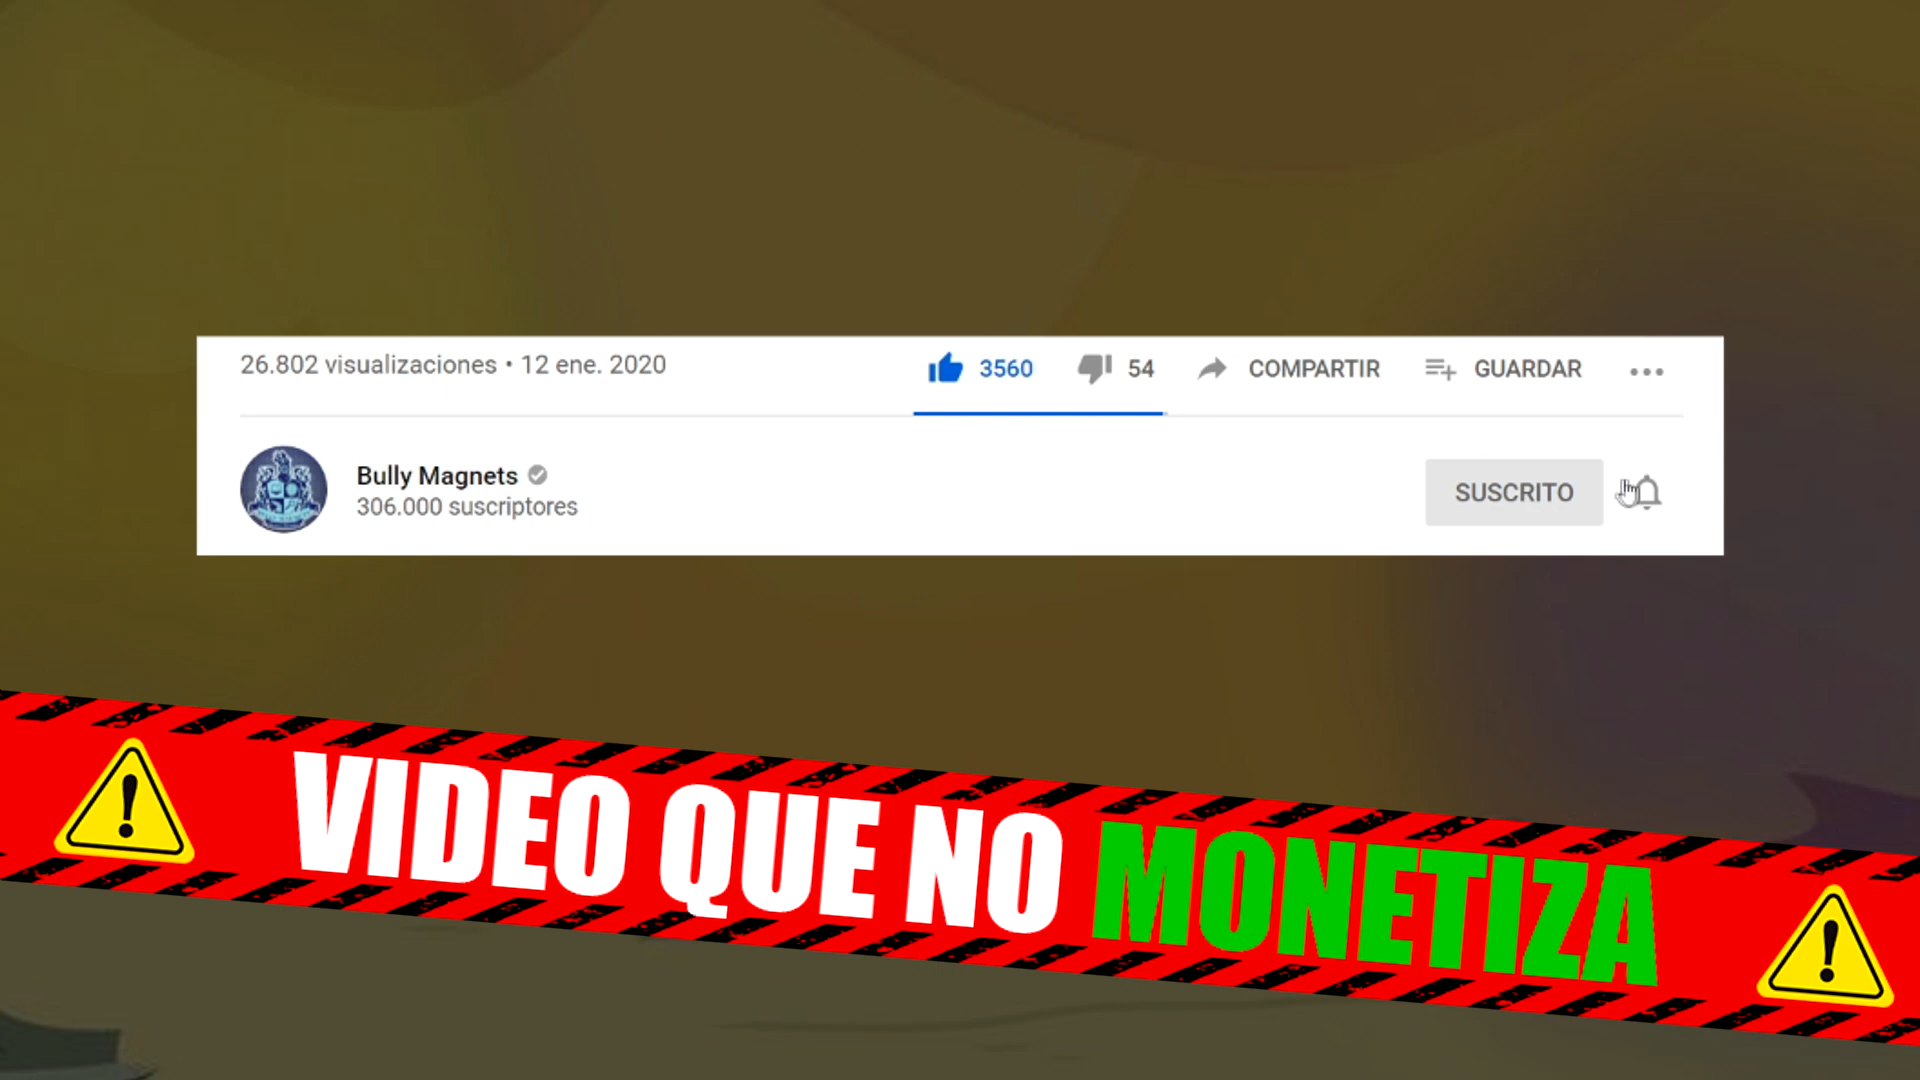 26.802 visualizaciones • 12 ene. 2020
3560 54 COMPARTIR GUARDAR
Bully Magnets
306.000 suscriptores
SUSCRITO
VIDEO QUE NO MONETIZA